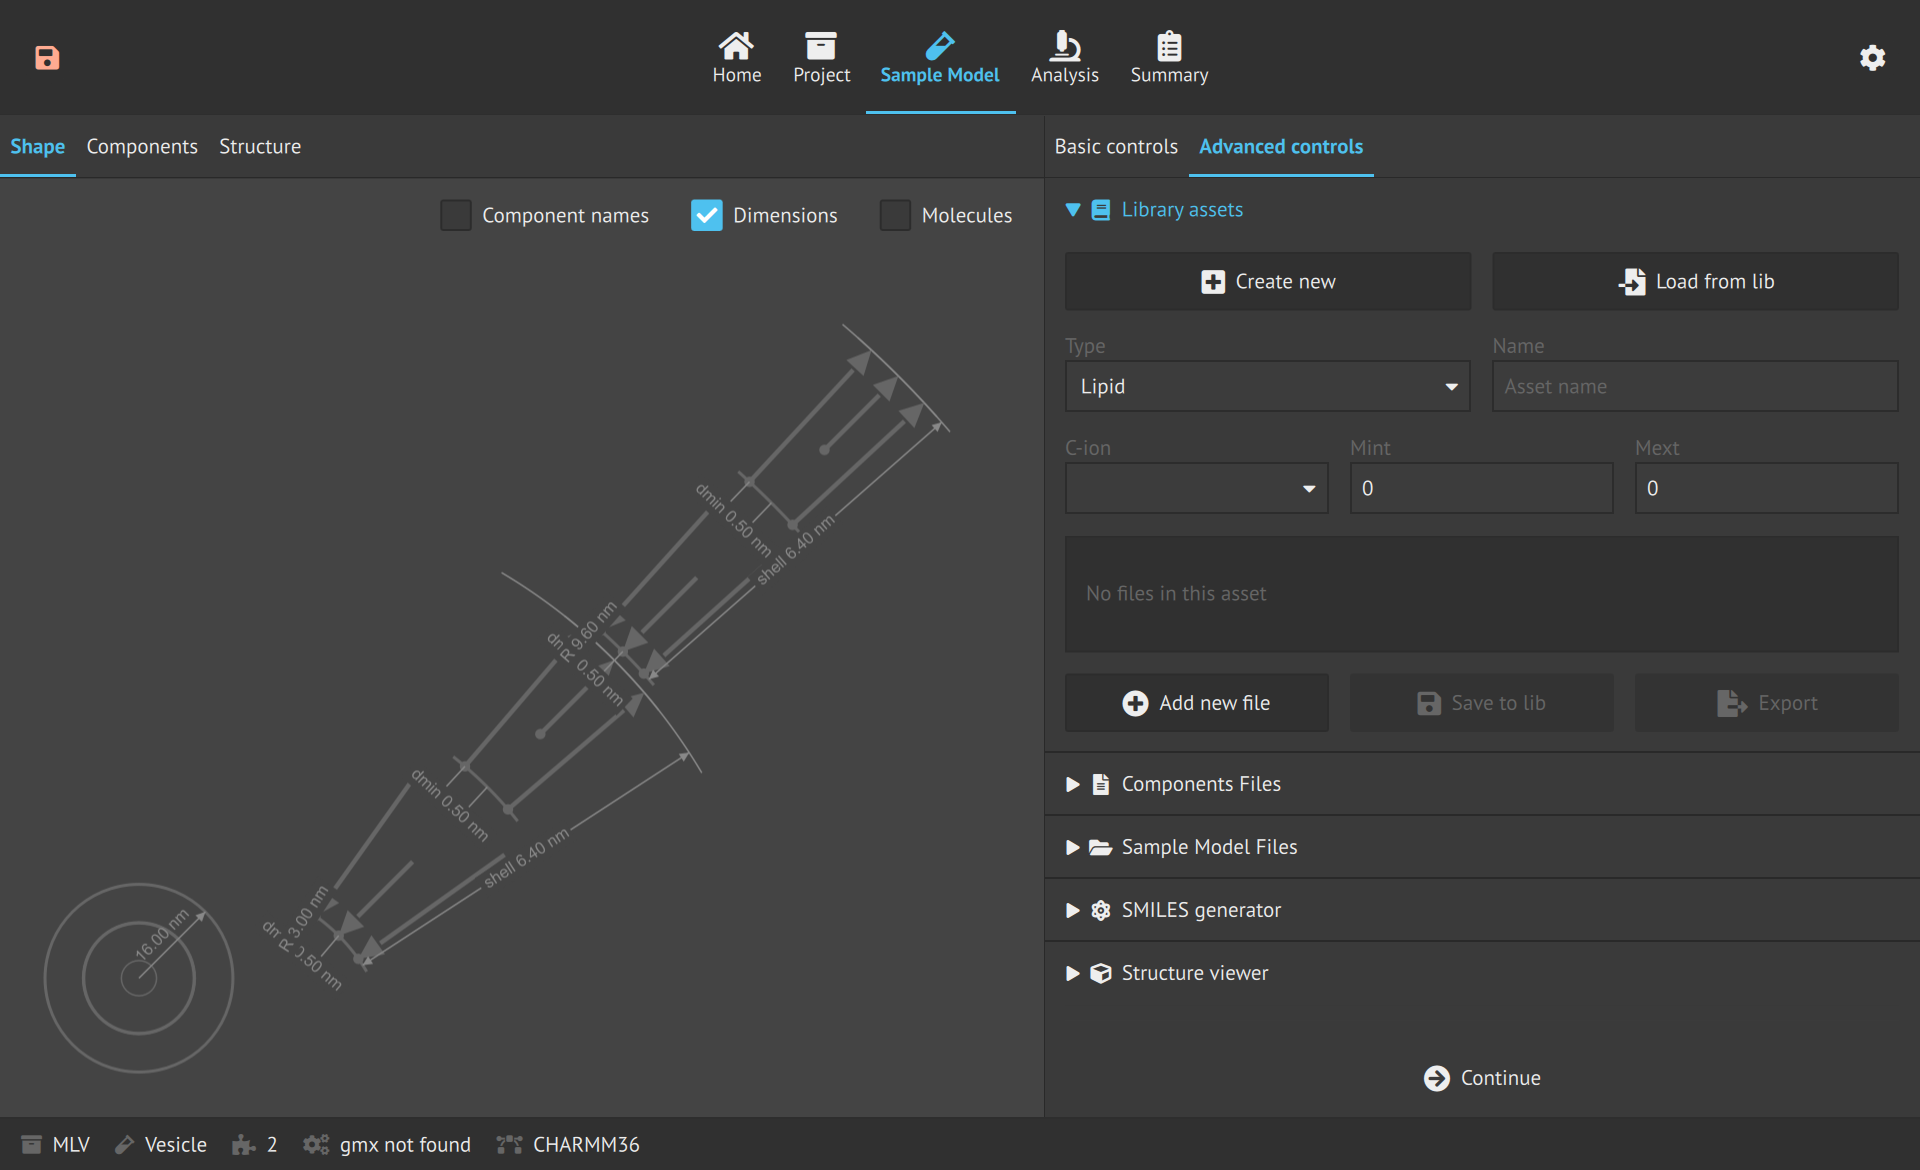 Home
Project
Sample Model
Analysis
Summary
Shape
Components
Structure
Basic controls
Advanced controls
Component names
Dimensions
Molecules
Library assets
Create new
Load from lib
Type
Name
Lipid
Asset name
C-ion
Mint
Mext
0
0
No files in this asset
Add new file
Save to lib
Export
Components Files
Sample Model Files
SMILES generator
Structure viewer
Continue
dmin 0.50 nm
shell 6.40 nm
R 9.60 nm
0.50 nm
dmin 0.50 nm
shell 6.40 nm
R 3.00 nm
16.00 nm
MLV
Vesicle
2
gmx not found
CHARMM36